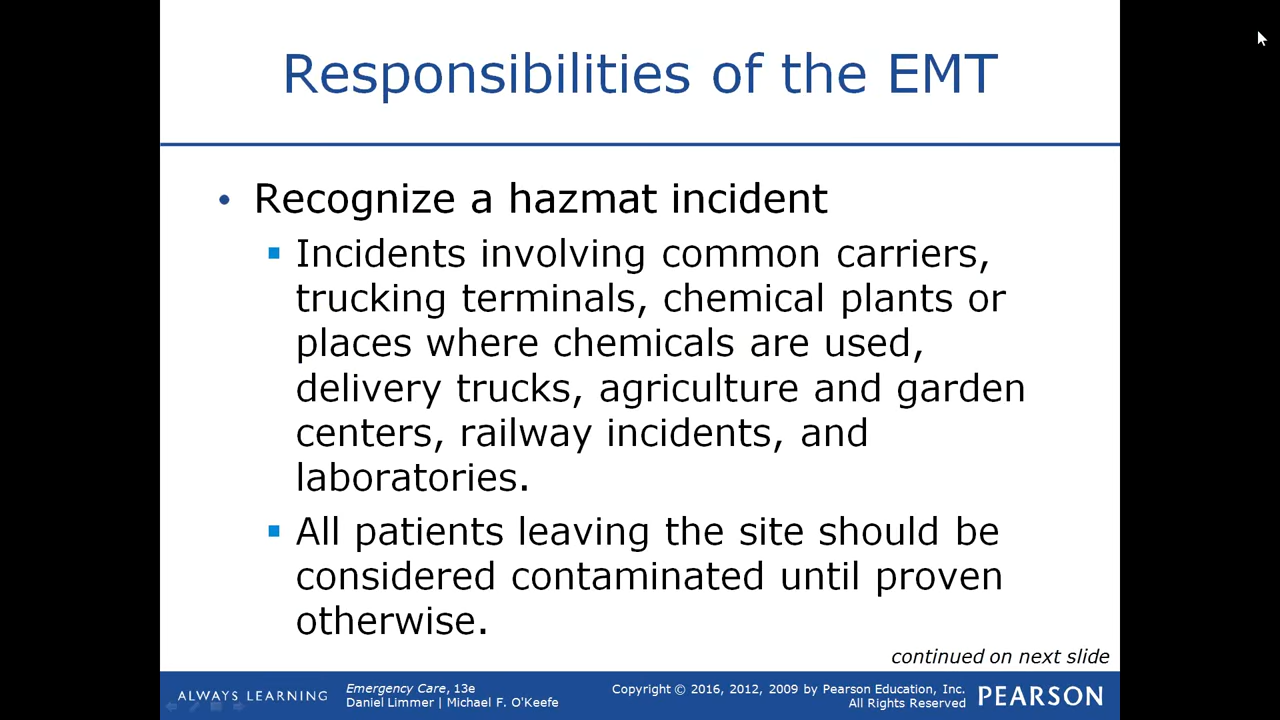 Responsibilities of the EMT
• Recognize a hazmat incident
▪ Incidents involving common carriers,
trucking terminals, chemical plants or
places where chemicals are used,
delivery trucks, agriculture and garden
centers, railway incidents, and
laboratories.
▪ All patients leaving the site should be
considered contaminated until proven
otherwise.
continued on next slide
ALWAYS LEARNING
Emergency Care, 13e
Daniel Limmer | Michael F. O'Keefe
Copyright © 2016, 2012, 2009 by Pearson Education, Inc.
All Rights Reserved
PEARSON